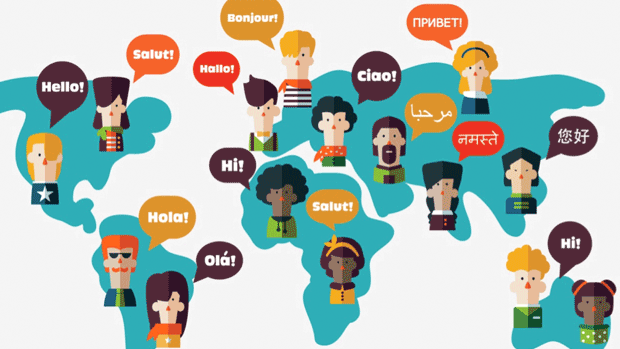 Bonjour!
ПРИВЕТ!
Salut!
Hallo!
Ciao!
Hello!
مرحبا
नमस्ते
您好
Hi!
Salut!
Hola!
Olá!
Hi!